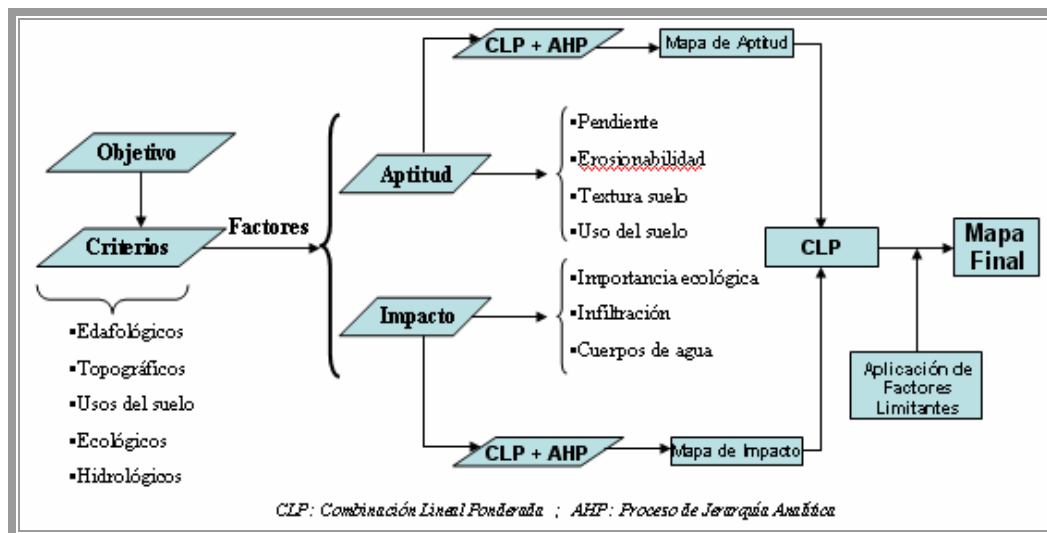 CLP + AHP
Mapa de Aptitud
Objetivo
Criterios
Factores
▪Edafológicos
▪Topográficos
▪Usos del suelo
▪Ecológicos
▪Hidrológicos
Aptitud
▪Pendiente
▪Erosionabilidad
▪Textura suelo
▪Uso del suelo
Impacto
▪Importancia ecológica
▪Infiltración
▪Cuerpos de agua
CLP + AHP
Mapa de Impacto
CLP
Mapa
Final
Aplicación de
Factores
Limitantes
CLP: Combinación Lineal Ponderada ; AHP: Proceso de Jerarquía Analítica